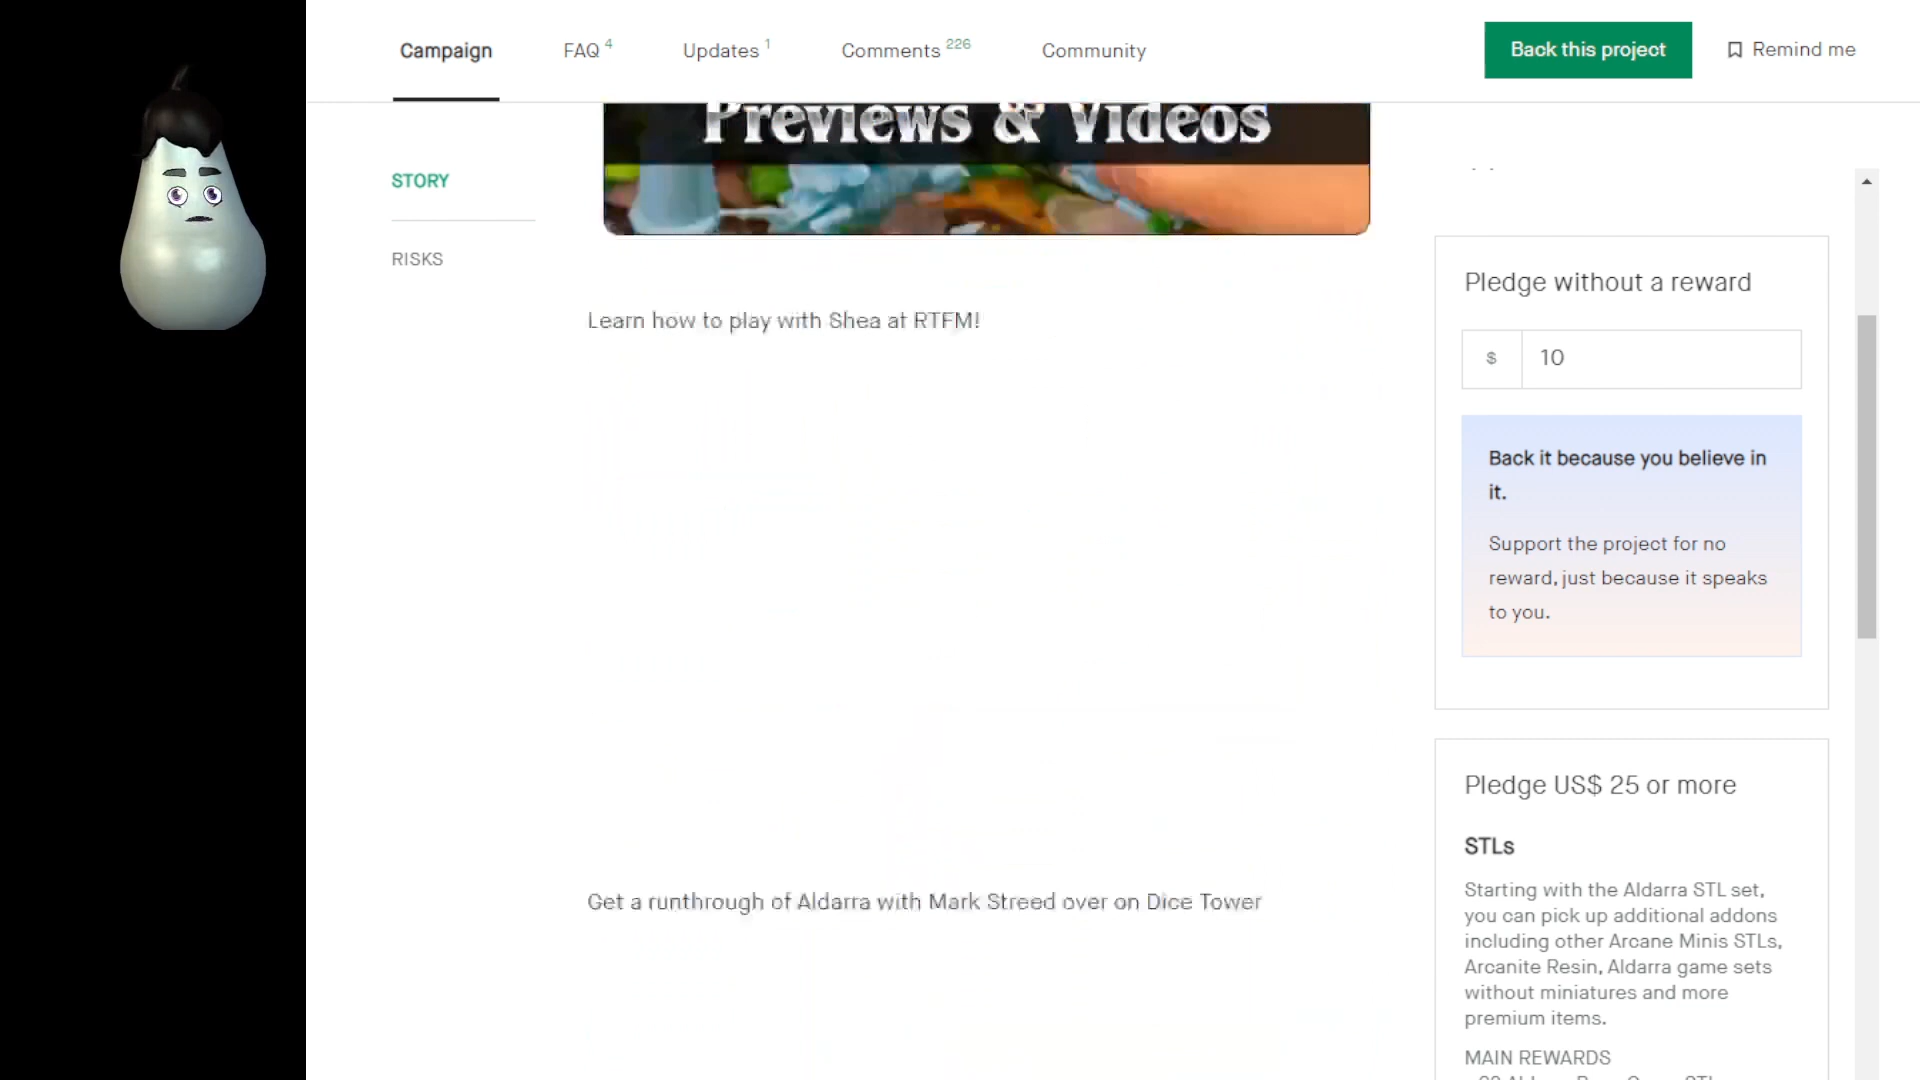 Campaign
FAQ 4
Updates 1
Comments 226
Community
Back this project
Remind me
Previews & Videos
STORY
RISKS
Learn how to play with Shea at RTFM!
Get a runthrough of Aldarra with Mark Streed over on Dice Tower
Pledge without a reward
$ 10
Back it because you believe in
it.
Support the project for no
reward, just because it speaks
to you.
Pledge US$ 25 or more
STLs
Starting with the Aldarra STL set,
you can pick up additional addons
including other Arcane Minis STLs,
Arcanite Resin, Aldarra game sets
without miniatures and more
premium items.
MAIN REWARDS